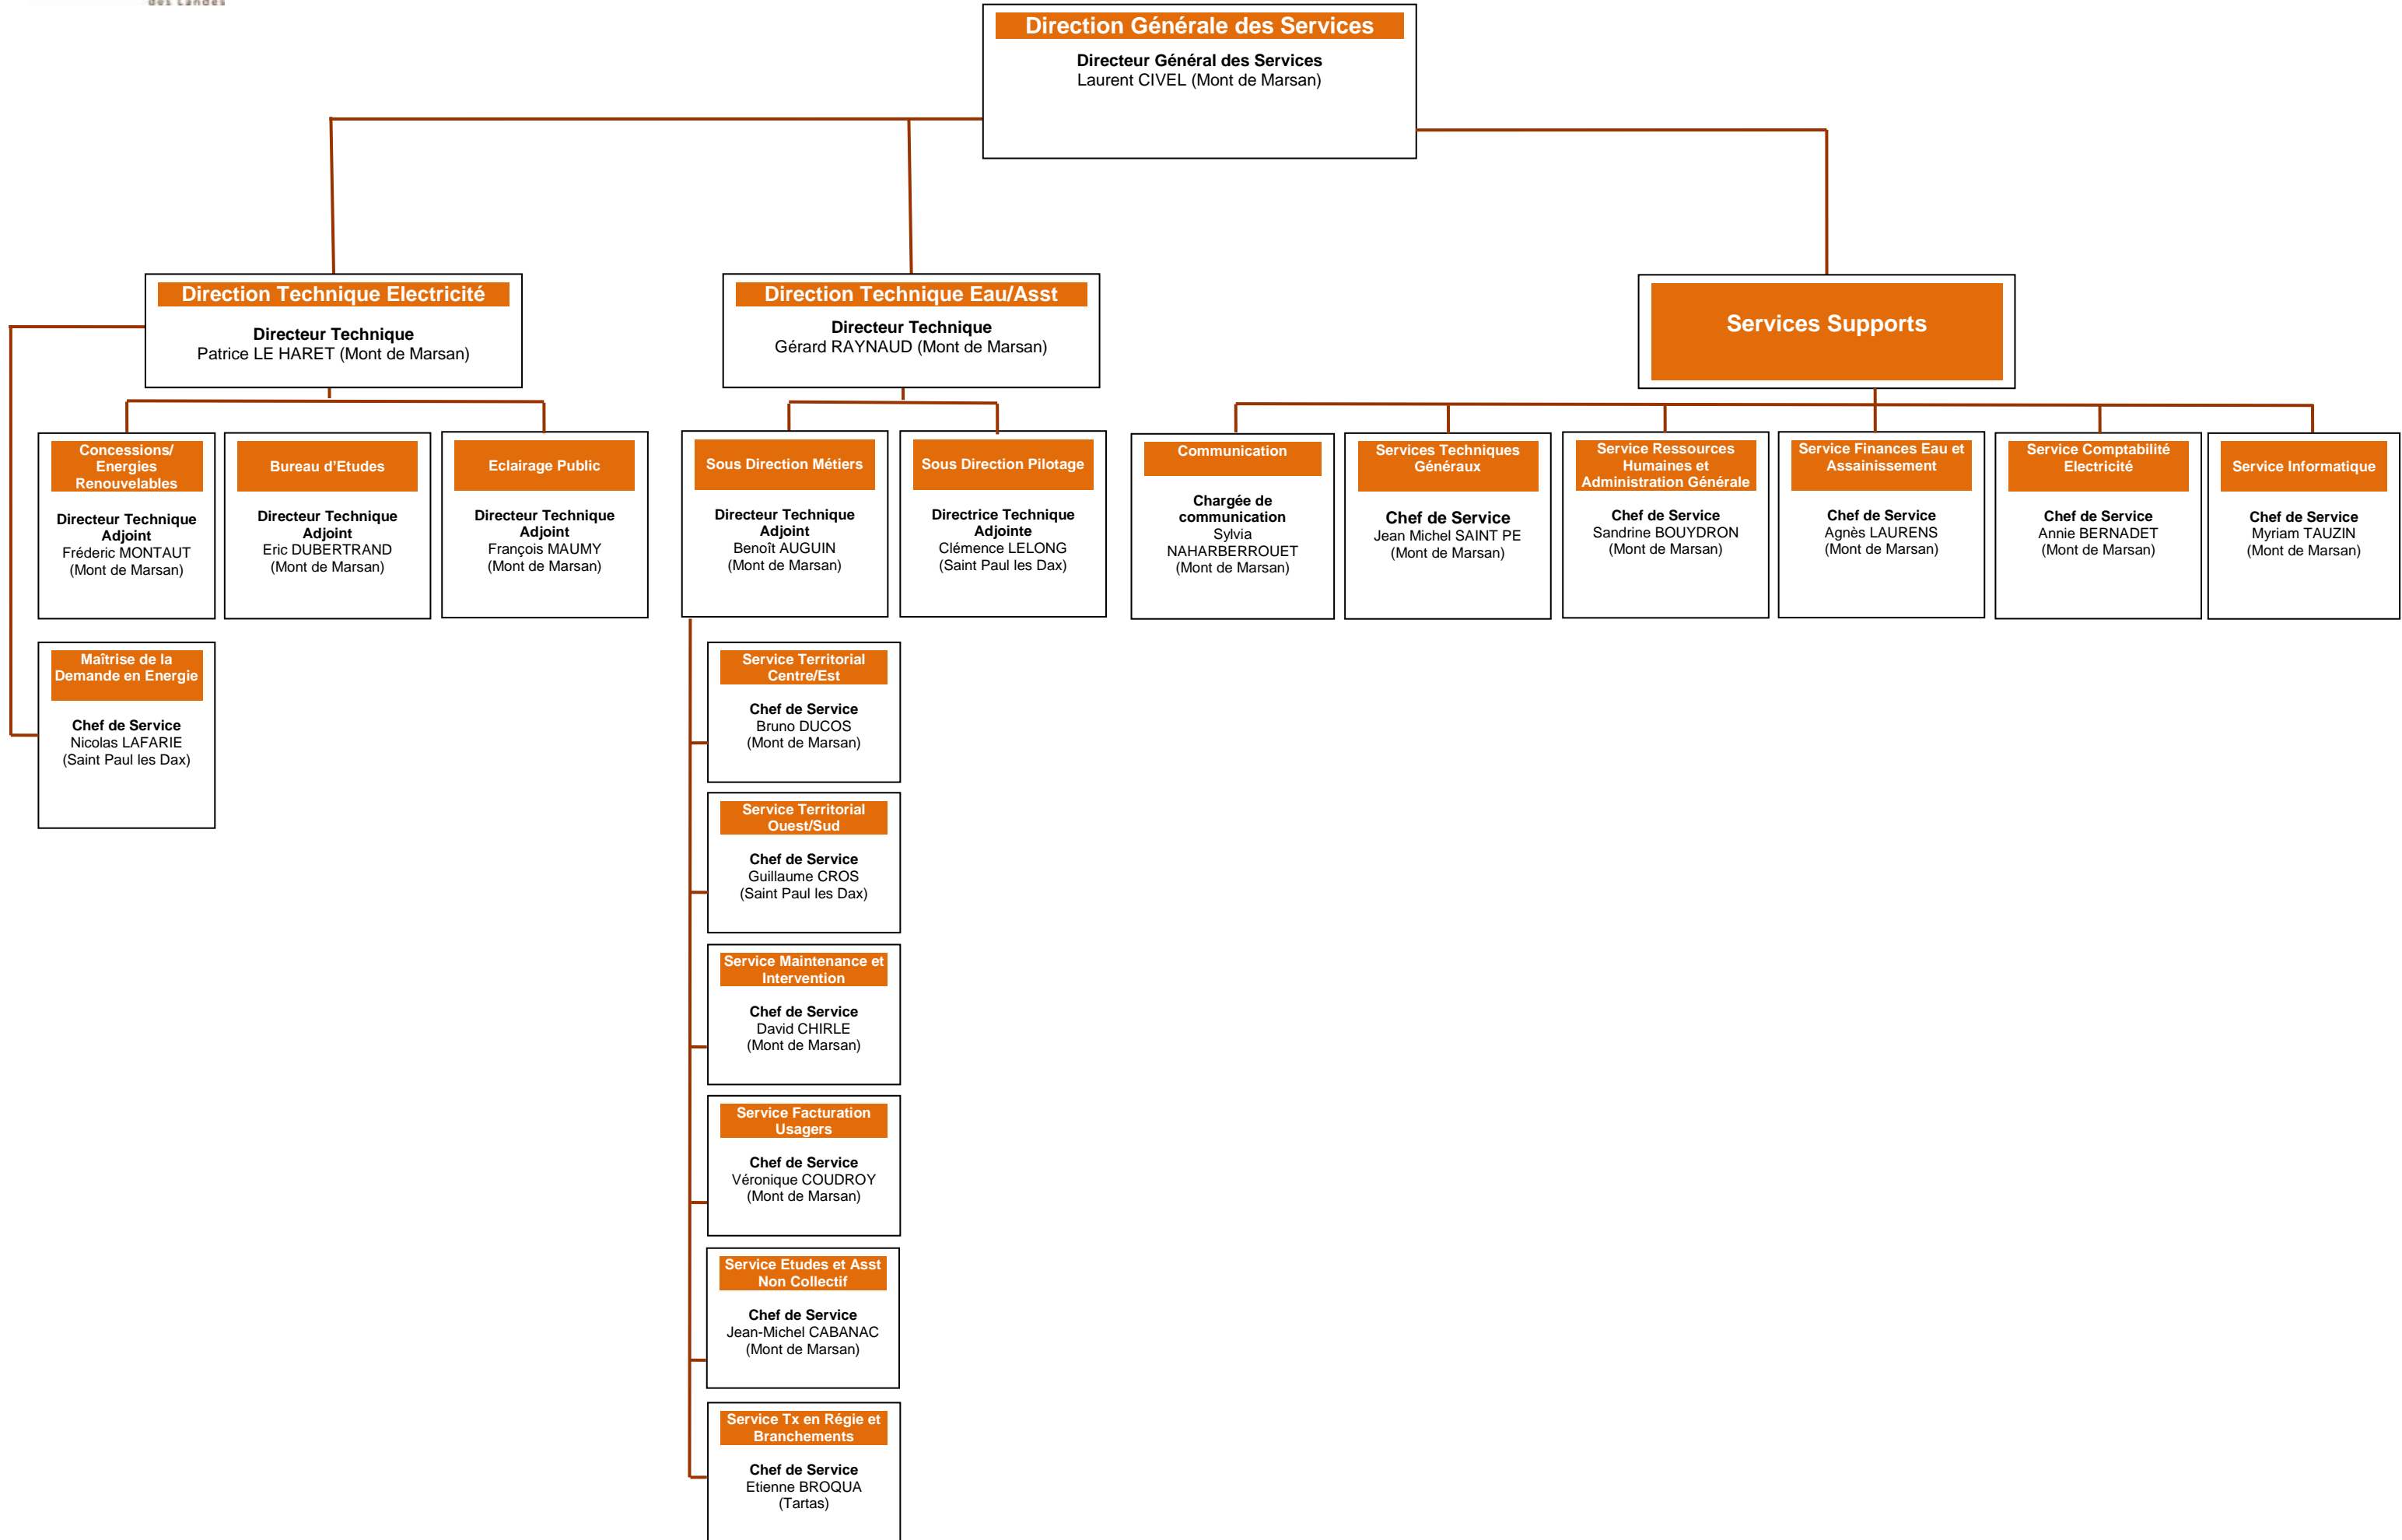 des Landes
Direction Générale des Services
Directeur Général des Services
Laurent CIVEL (Mont de Marsan)
Direction Technique Electricité
Directeur Technique
Patrice LE HARET (Mont de Marsan)
Direction Technique Eau/Asst
Directeur Technique
Gérard RAYNAUD (Mont de Marsan)
Services Supports
Concessions/
Energies
Renouvelables
Directeur Technique
Adjoint
Fréderic MONTAUT
(Mont de Marsan)
Bureau d'Etudes
Directeur Technique
Adjoint
Eric DUBERTRAND
(Mont de Marsan)
Eclairage Public
Directeur Technique
Adjoint
François MAUMY
(Mont de Marsan)
Sous Direction Métiers
Directeur Technique
Adjoint
Benoît AUGUIN
(Mont de Marsan)
Sous Direction Pilotage
Directrice Technique
Adjointe
Clémence LELONG
(Saint Paul les Dax)
Communication
Chargée de
communication
Sylvia
NAHARBERROUET
(Mont de Marsan)
Services Techniques
Généraux
Chef de Service
Jean Michel SAINT PE
(Mont de Marsan)
Service Ressources
Humaines et
Administration Générale
Chef de Service
Sandrine BOUYDRON
(Mont de Marsan)
Service Finances Eau et
Assainissement
Chef de Service
Agnès LAURENS
(Mont de Marsan)
Service Comptabilité
Electricité
Chef de Service
Annie BERNADET
(Mont de Marsan)
Service Informatique
Chef de Service
Myriam TAUZIN
(Mont de Marsan)
Maîtrise de la
Demande en Energie
Chef de Service
Nicolas LAFARIE
(Saint Paul les Dax)
Service Territorial
Centre/Est
Chef de Service
Bruno DUCOS
(Mont de Marsan)
Service Territorial
Ouest/Sud
Chef de Service
Guillaume CROS
(Saint Paul les Dax)
Service Maintenance et
Intervention
Chef de Service
David CHIRLE
(Mont de Marsan)
Service Facturation
Usagers
Chef de Service
Véronique COUDROY
(Mont de Marsan)
Service Etudes et Asst
Non Collectif
Chef de Service
Jean-Michel CABANAC
(Mont de Marsan)
Service Tx en Régie et
Branchements
Chef de Service
Etienne BROQUA
(Tartas)